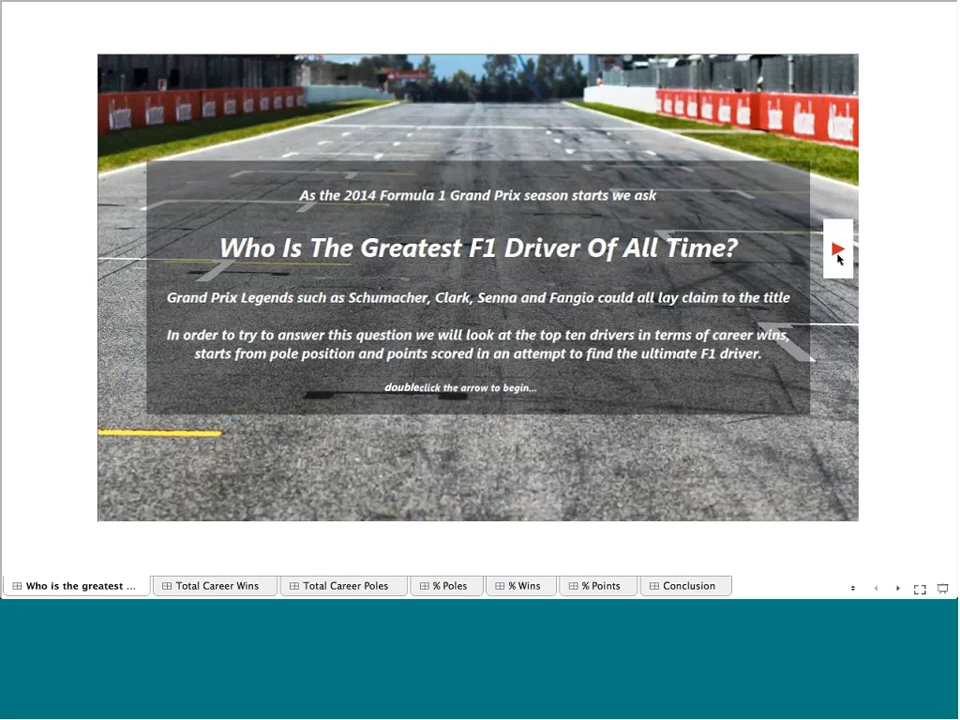 As the 2014 Formula 1 Grand Prix season starts we ask
Who Is The Greatest F1 Driver Of All Time?
Grand Prix Legends such as Schumacher, Clark, Senna and Fangio could all lay claim to the title
In order to try to answer this question we will look at the top ten drivers in terms of career wins,
starts from pole position and points scored in an attempt to find the ultimate F1 driver.
doubleclick the arrow to begin...
Who is the greatest ... Total Career Wins Total Career Poles % Poles % Wins % Points Conclusion